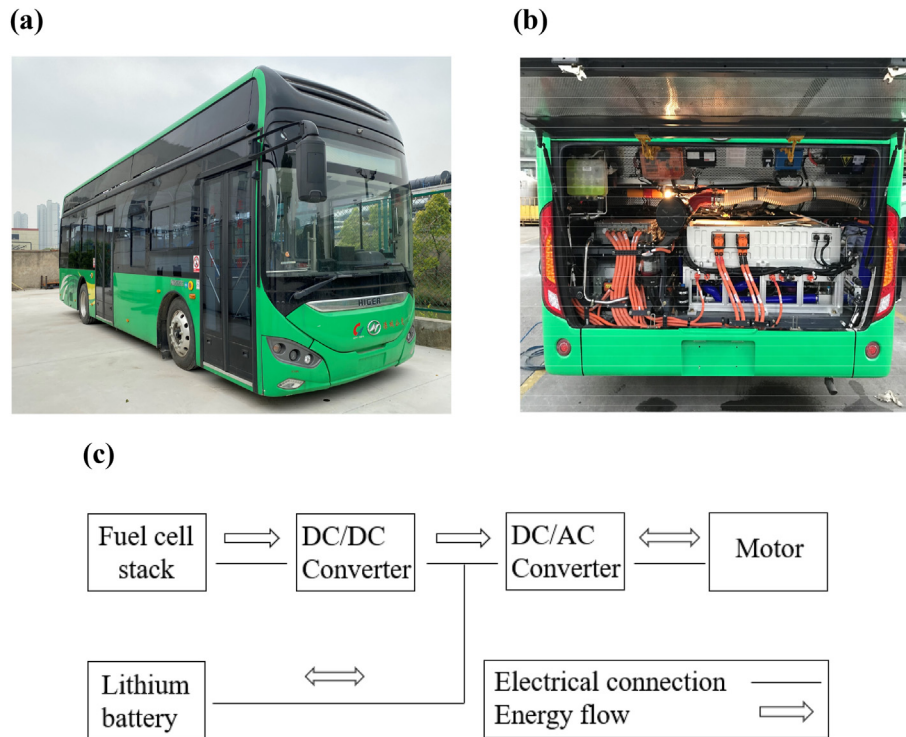 (a)
(b)
HIGER
(c)
Fuel cell
stack
DC/DC
Converter
DC/AC
Converter
Motor
Lithium
battery
Electrical connection
Energy flow